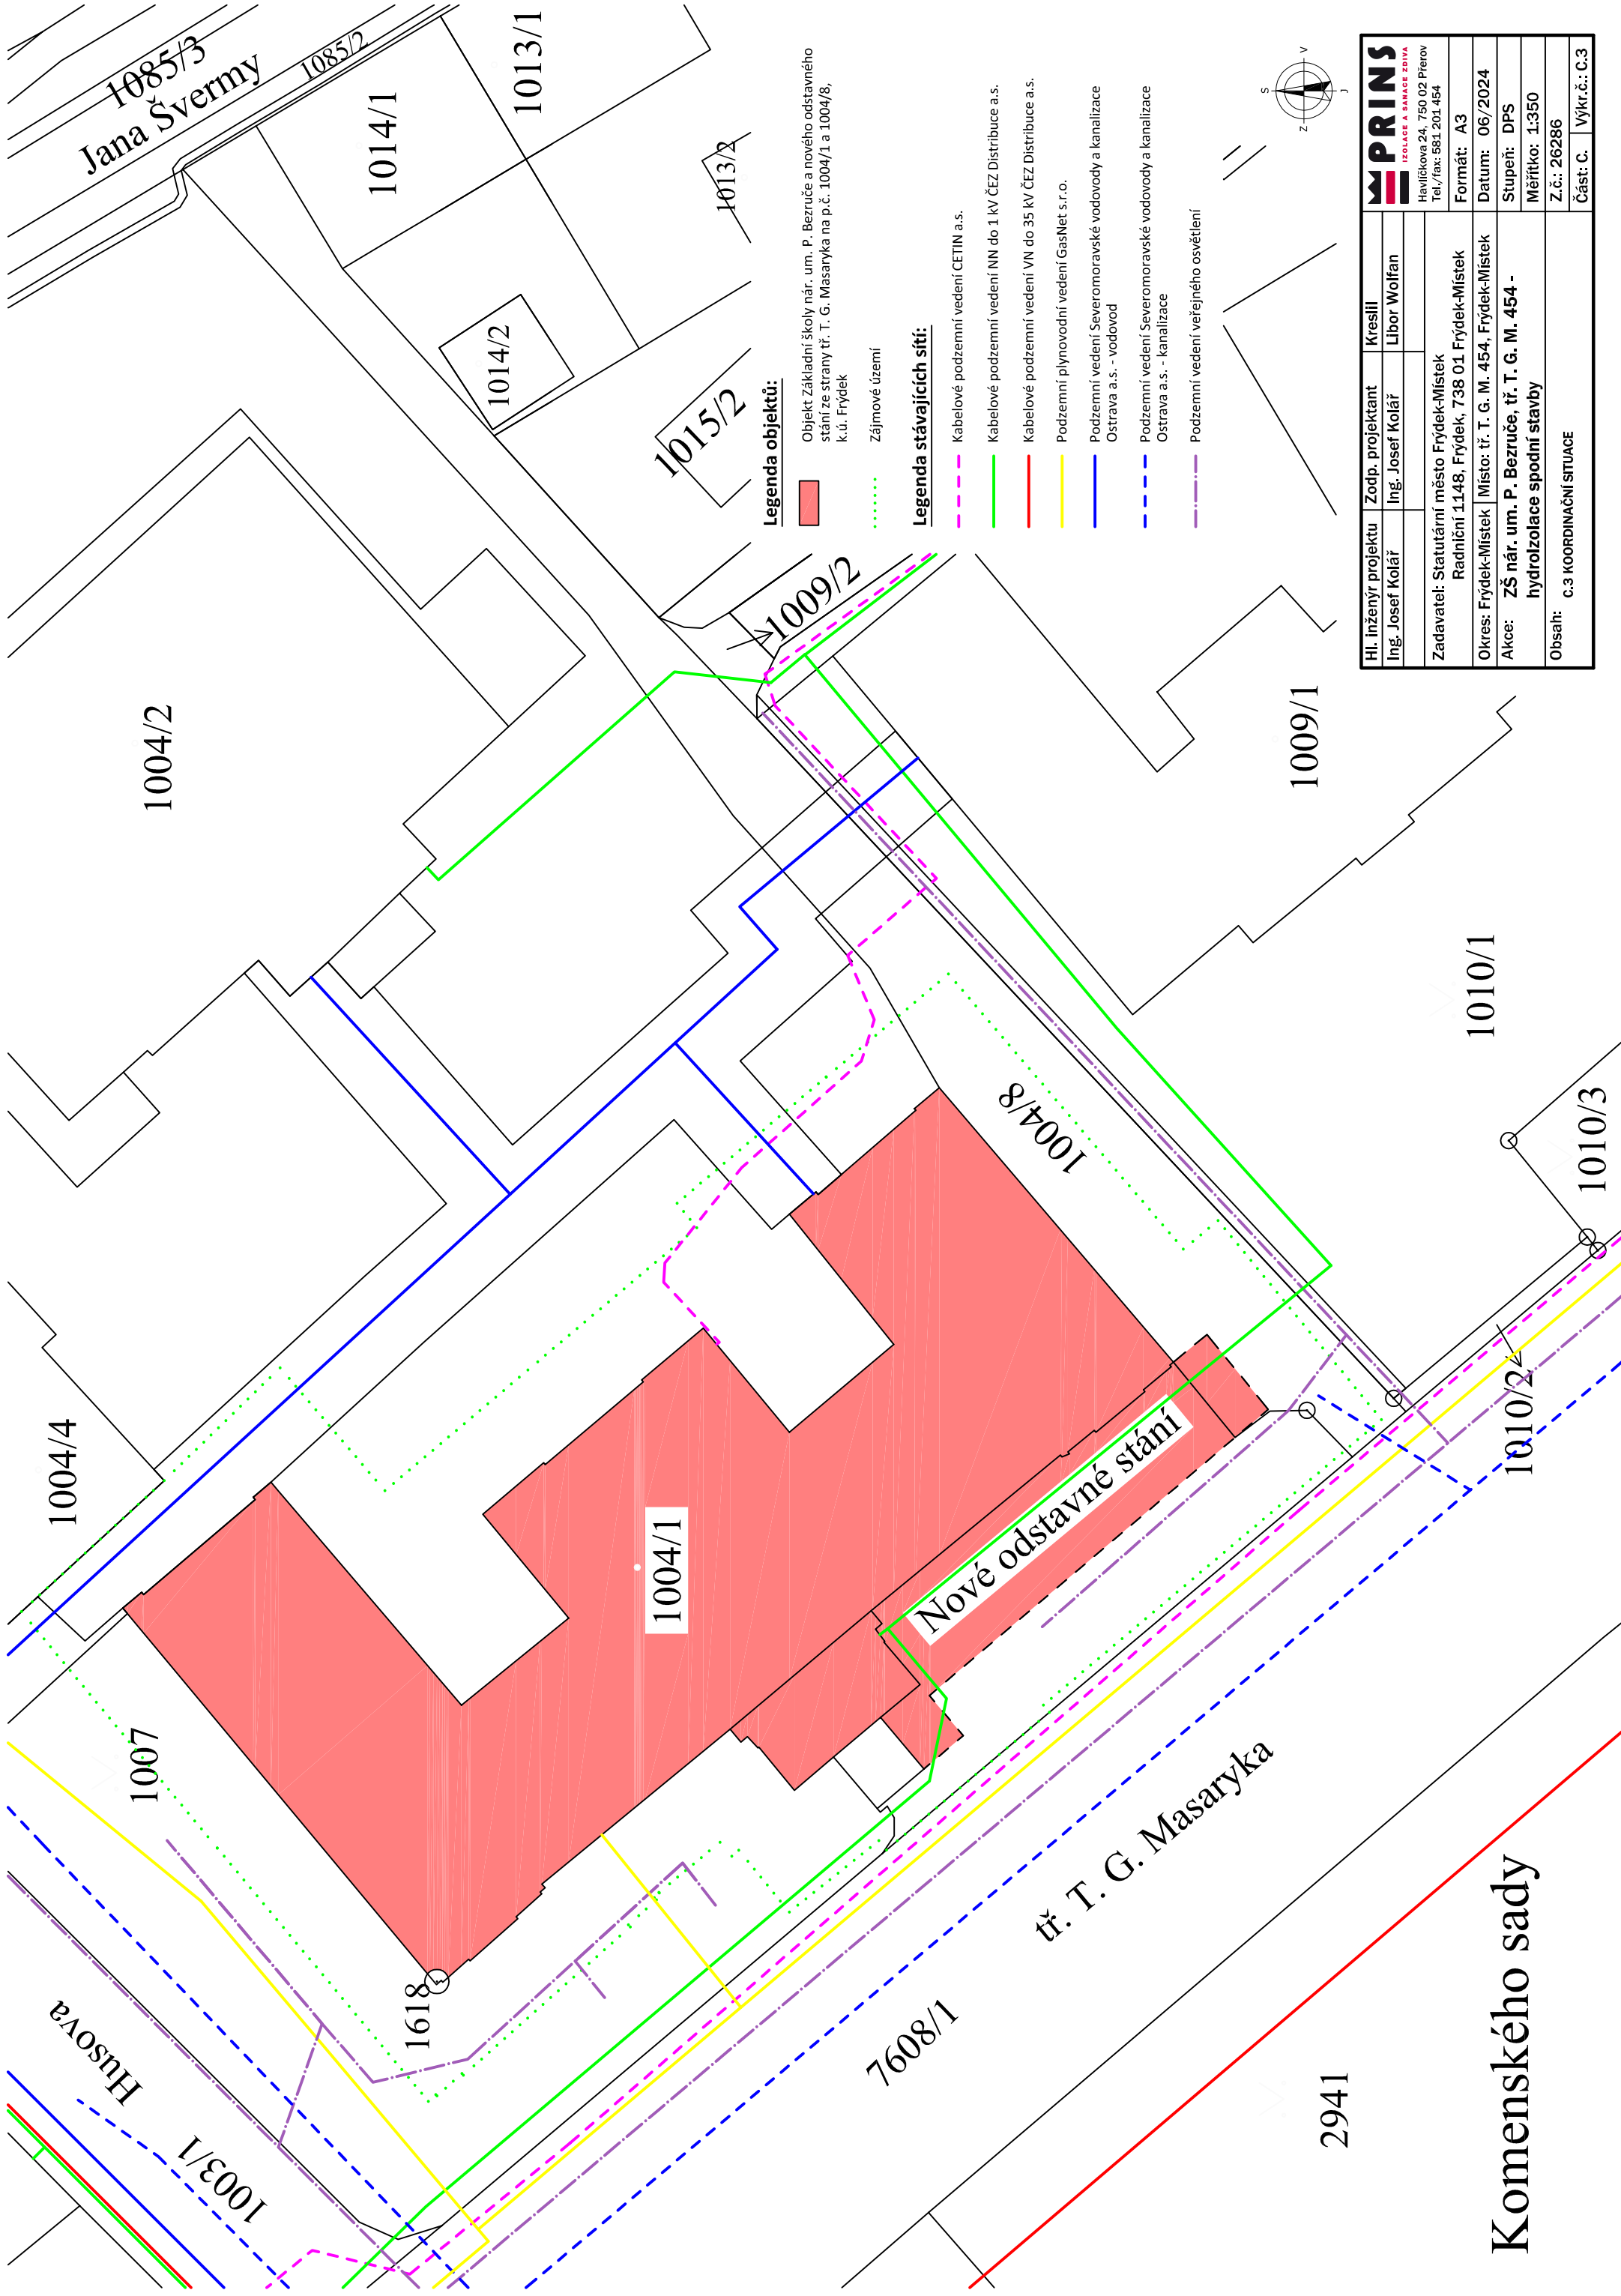 1085/3
Jana Švermy
1085/2
1014/1
1013/1
1013/2
1014/2
1015/2
1004/2
1009/2
1009/1
1004/4
1004/8
1010/1
1010/3
1010/2
1004/1
Nové odstavné stání
1007
1618
Husova
1003/1
tř. T. G. Masaryka
7608/1
2941
Komenského sady
Legenda objektů:
Objekt Základní školy nár. um. P. Bezruče a nového odstavného
stání ze strany tř. T. G. Masaryka na p.č. 1004/1 a 1004/8,
k.ú. Frýdek
Zájmové území
Legenda stávajících sítí:
Kabelové podzemní vedení CETIN a.s.
Kabelové podzemní vedení NN do 1 kV ČEZ Distribuce a.s.
Kabelové podzemní vedení VN do 35 kV ČEZ Distribuce a.s.
Podzemní plynovodní vedení GasNet s.r.o.
Podzemní vedení Severomoravské vodovody a kanalizace
Ostrava a.s. - vodovod
Podzemní vedení Severomoravské vodovody a kanalizace
Ostrava a.s. - kanalizace
Podzemní vedení veřejného osvětlení
S
Z V
J
Hl. inženýr projektu Zodp. projektant Kreslil
Ing. Josef Kolář Ing. Josef Kolář Libor Wolfan
PRINS
IZOLACE A SANACE ZDIVA
Havlíčkova 24, 750 02 Přerov
Tel./fax: 581 201 454
Zadavatel: Statutární město Frýdek-Místek
Radniční 1148, Frýdek, 738 01 Frýdek-Místek
Formát: A3
Okres: Frýdek-Místek Místo: tř. T. G. M. 454, Frýdek-Místek
Datum: 06/2024
Akce: ZŠ nár. um. P. Bezruče, tř. T. G. M. 454 -
hydroizolace spodní stavby
Stupeň: DPS
Měřítko: 1:350
Obsah:
C.3 KOORDINAČNÍ SITUACE
Z.č.: 26286
Část: C. Výkr.č.: C.3